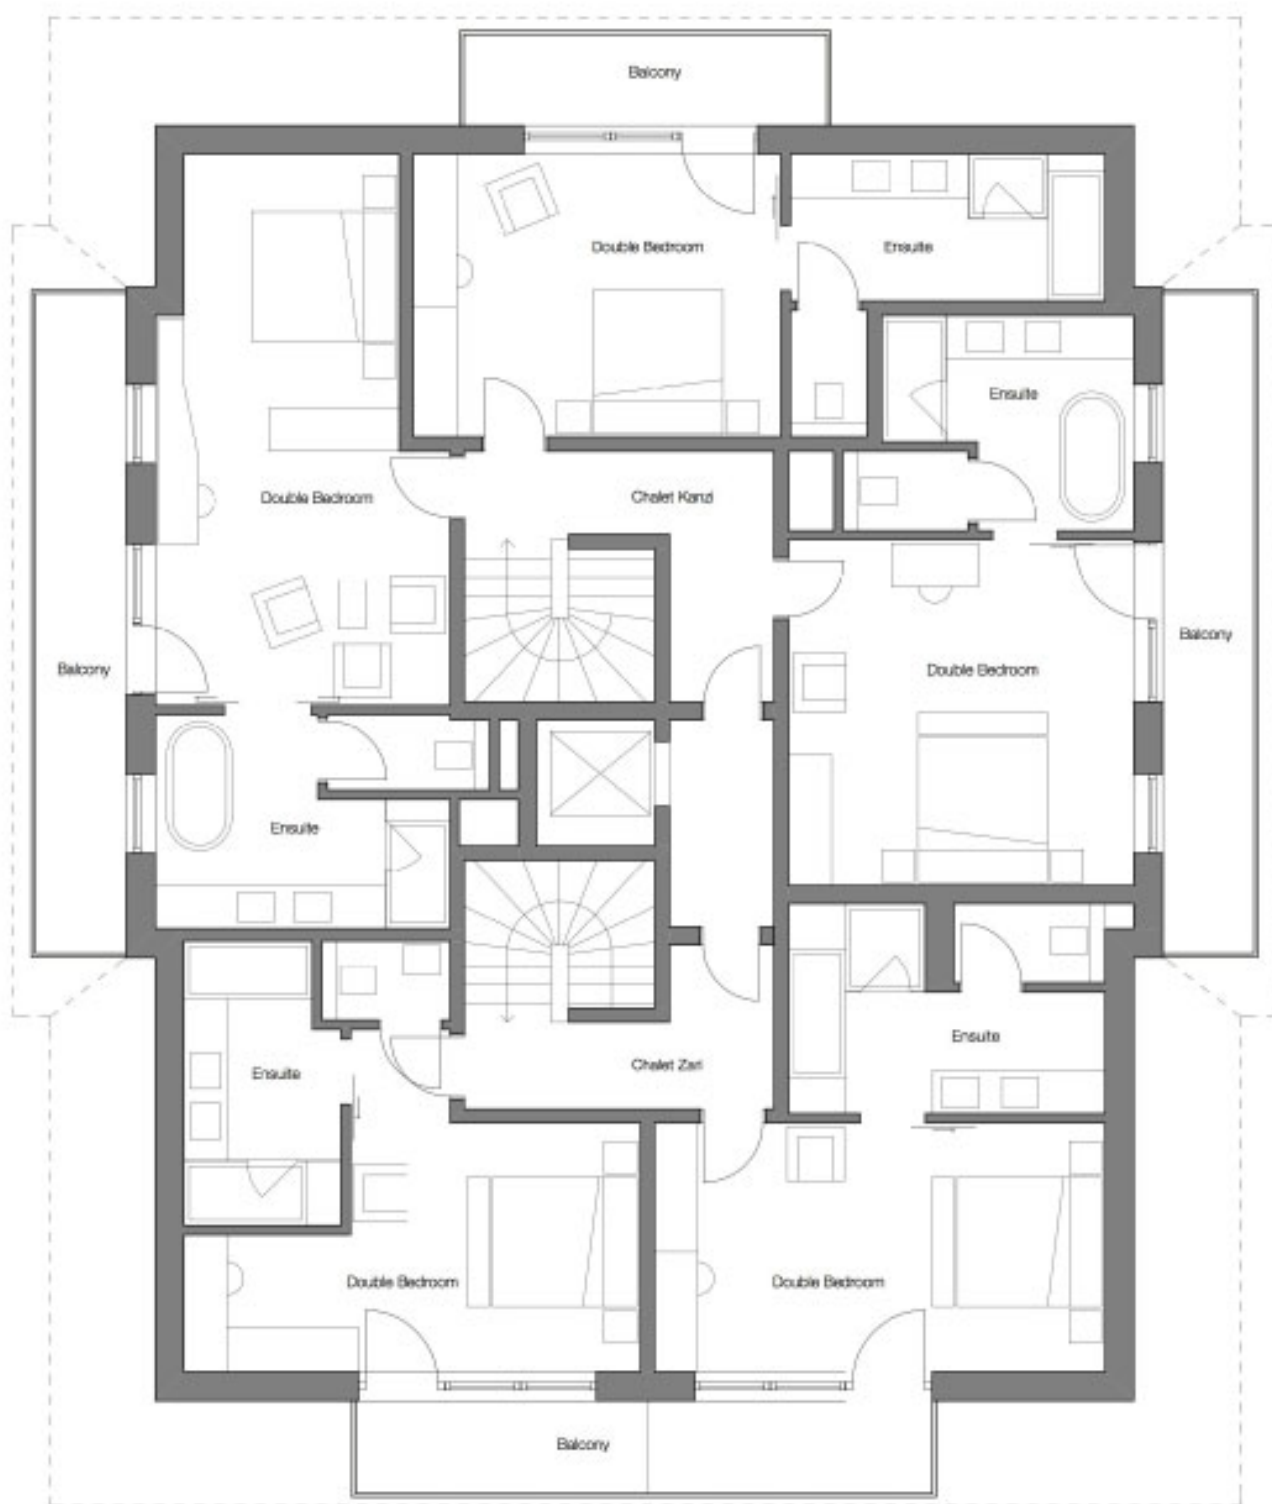 Balcony
Double Bedroom
Ensuite
Ensuite
Double Bedroom
Chalet Kanzi
Balcony
Balcony
Double Bedroom
Ensuite
Ensuite
Chalet Zari
Ensuite
Double Bedroom
Double Bedroom
Balcony